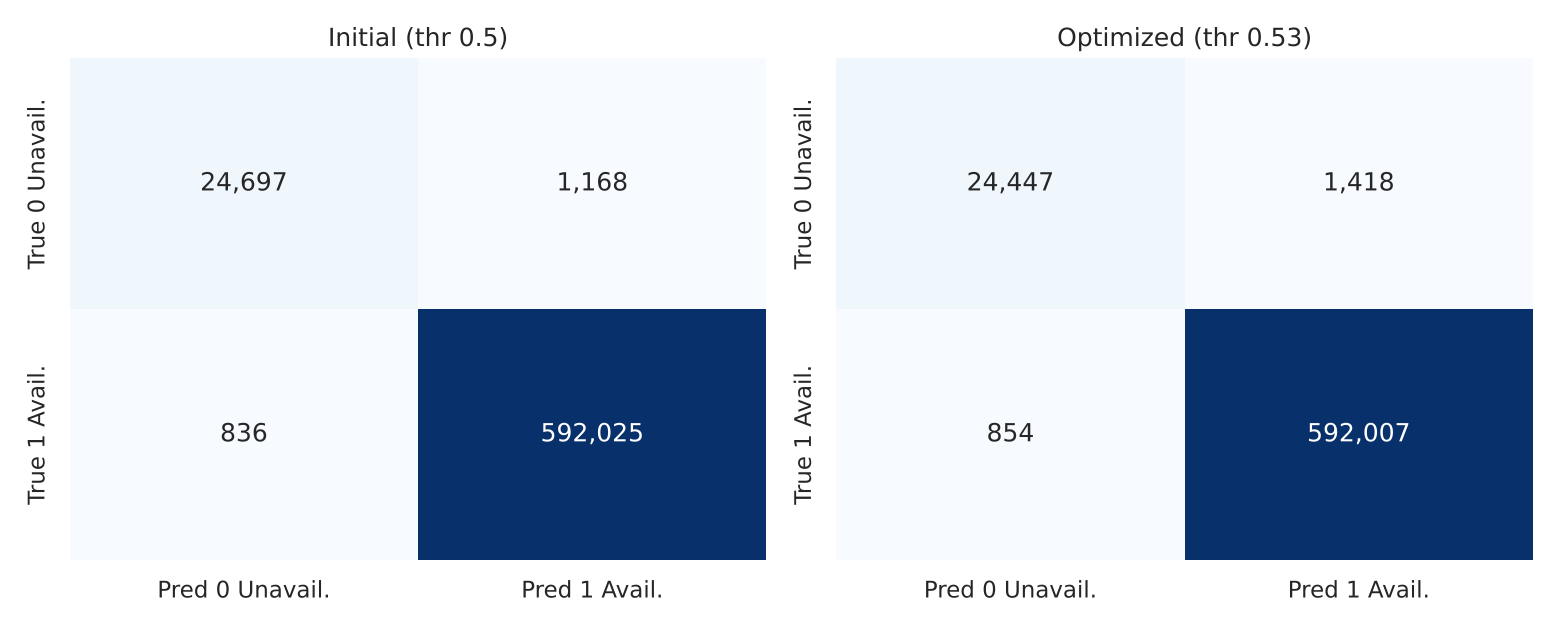 Initial (thr 0.5)
True 0 Unavail.
24,697
1,168
True 1 Avail.
836
592,025
Pred 0 Unavail.
Pred 1 Avail.
Optimized (thr 0.53)
True 0 Unavail.
24,447
1,418
True 1 Avail.
854
592,007
Pred 0 Unavail.
Pred 1 Avail.